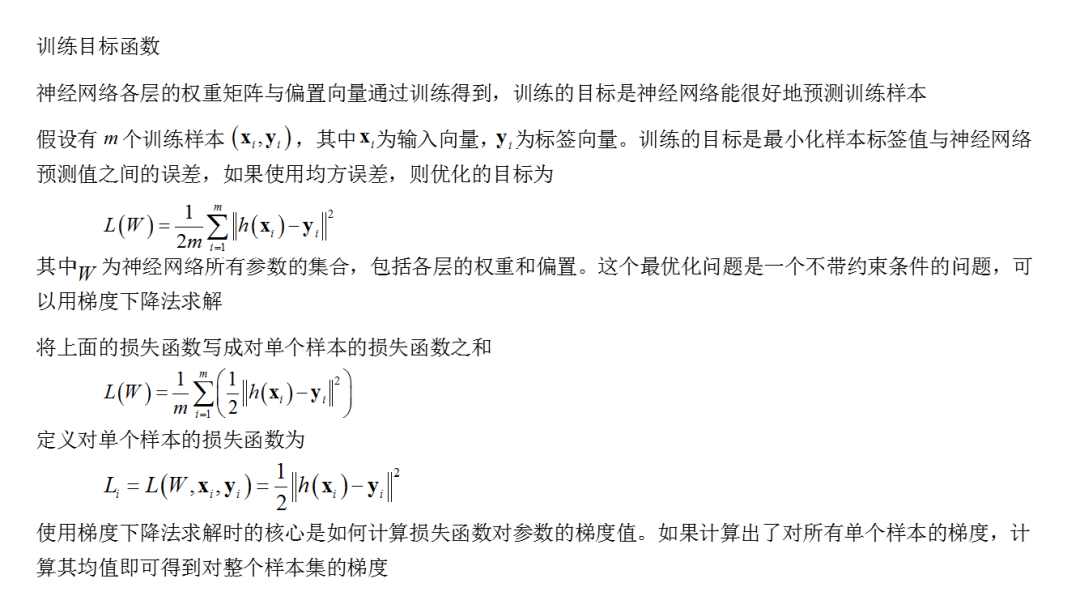 训练目标函数
神经网络各层的权重矩阵与偏置向量通过训练得到，训练的目标是神经网络能很好地预测训练样本
假设有 m 个训练样本 (𝐱ᵢ,𝐲ᵢ)，其中 𝐱ᵢ 为输入向量，𝐲ᵢ 为标签向量。训练的目标是最小化样本标签值与神经网络
预测值之间的误差，如果使用均方误差，则优化的目标为
L(W) = \frac{1}{2m} \sum_{i=1}^{m} \| h(\mathbf{x}_i) - \mathbf{y}_i \|^2
其中 W 为神经网络所有参数的集合，包括各层的权重和偏置。这个最优化问题是一个不带约束条件的问题，可
以用梯度下降法求解
将上面的损失函数写成对单个样本的损失函数之和
L(W) = \frac{1}{m} \sum_{i=1}^{m} \left( \frac{1}{2} \| h(\mathbf{x}_i) - \mathbf{y}_i \|^2 \right)
定义对单个样本的损失函数为
L_i = L(W, \mathbf{x}_i, \mathbf{y}_i) = \frac{1}{2} \| h(\mathbf{x}_i) - \mathbf{y}_i \|^2
使用梯度下降法求解时的核心是如何计算损失函数对参数的梯度值。如果计算出了对所有单个样本的梯度，计
算其均值即可得到对整个样本集的梯度